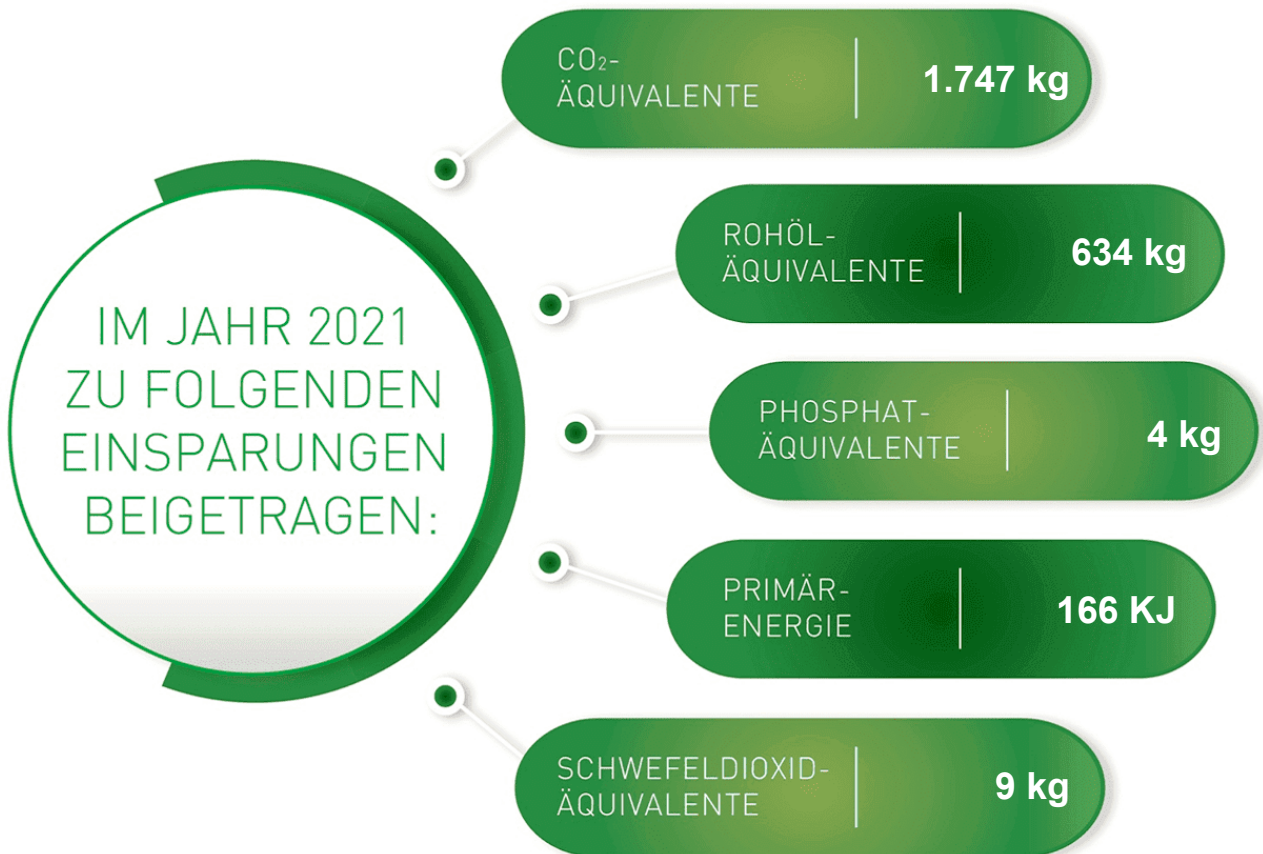 IM JAHR 2021
ZU FOLGENDEN
EINSPARUNGEN
BEIGETRAGEN:
CO₂-
ÄQUIVALENTE
1.747 kg
ROHÖL-
ÄQUIVALENTE
634 kg
PHOSPHAT-
ÄQUIVALENTE
4 kg
PRIMÄR-
ENERGIE
166 KJ
SCHWEFELDIOXID-
ÄQUIVALENTE
9 kg